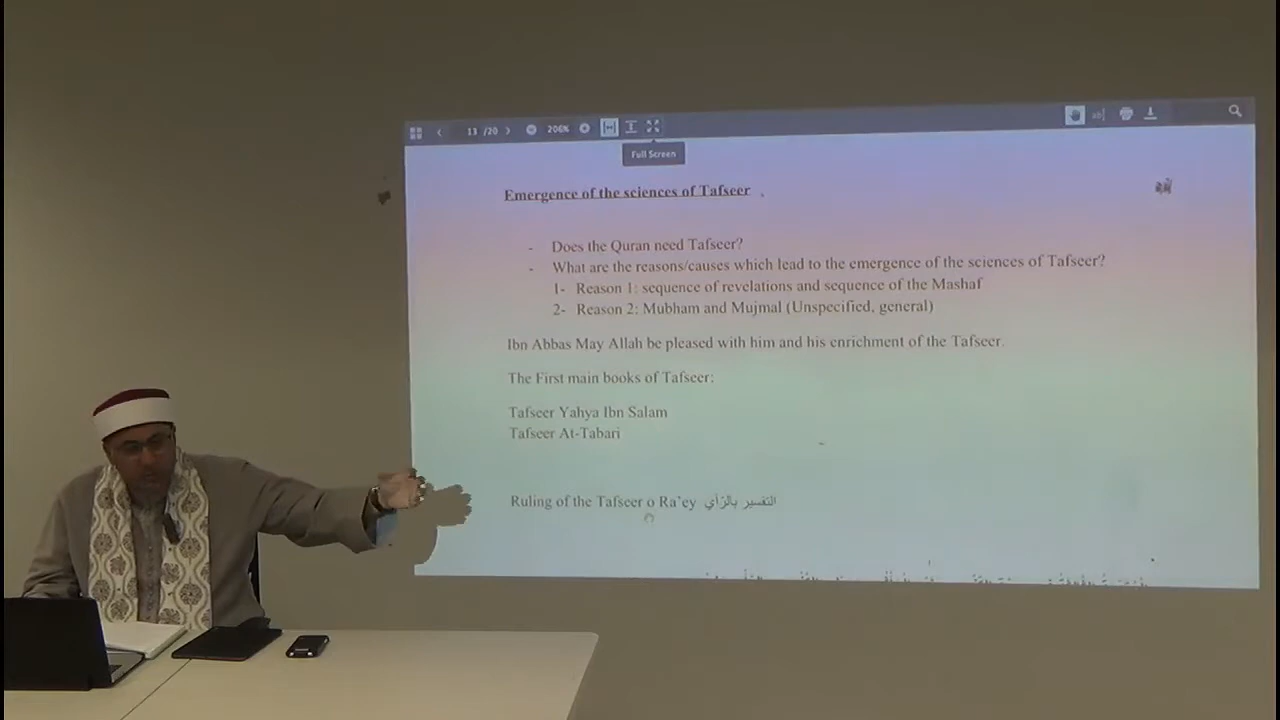 13 /20
206%
Full Screen
Emergence of the sciences of Tafseer .
- Does the Quran need Tafseer?
- What are the reasons/causes which lead to the emergence of the sciences of Tafseer?
1- Reason 1: sequence of revelations and sequence of the Mashaf
2- Reason 2: Mubham and Mujmal (Unspecified, general)
Ibn Abbas May Allah be pleased with him and his enrichment of the Tafseer.
The First main books of Tafseer:
Tafseer Yahya Ibn Salam
Tafseer At-Tabari
Ruling of the Tafseer o Ra’ey التفسير بالرأي